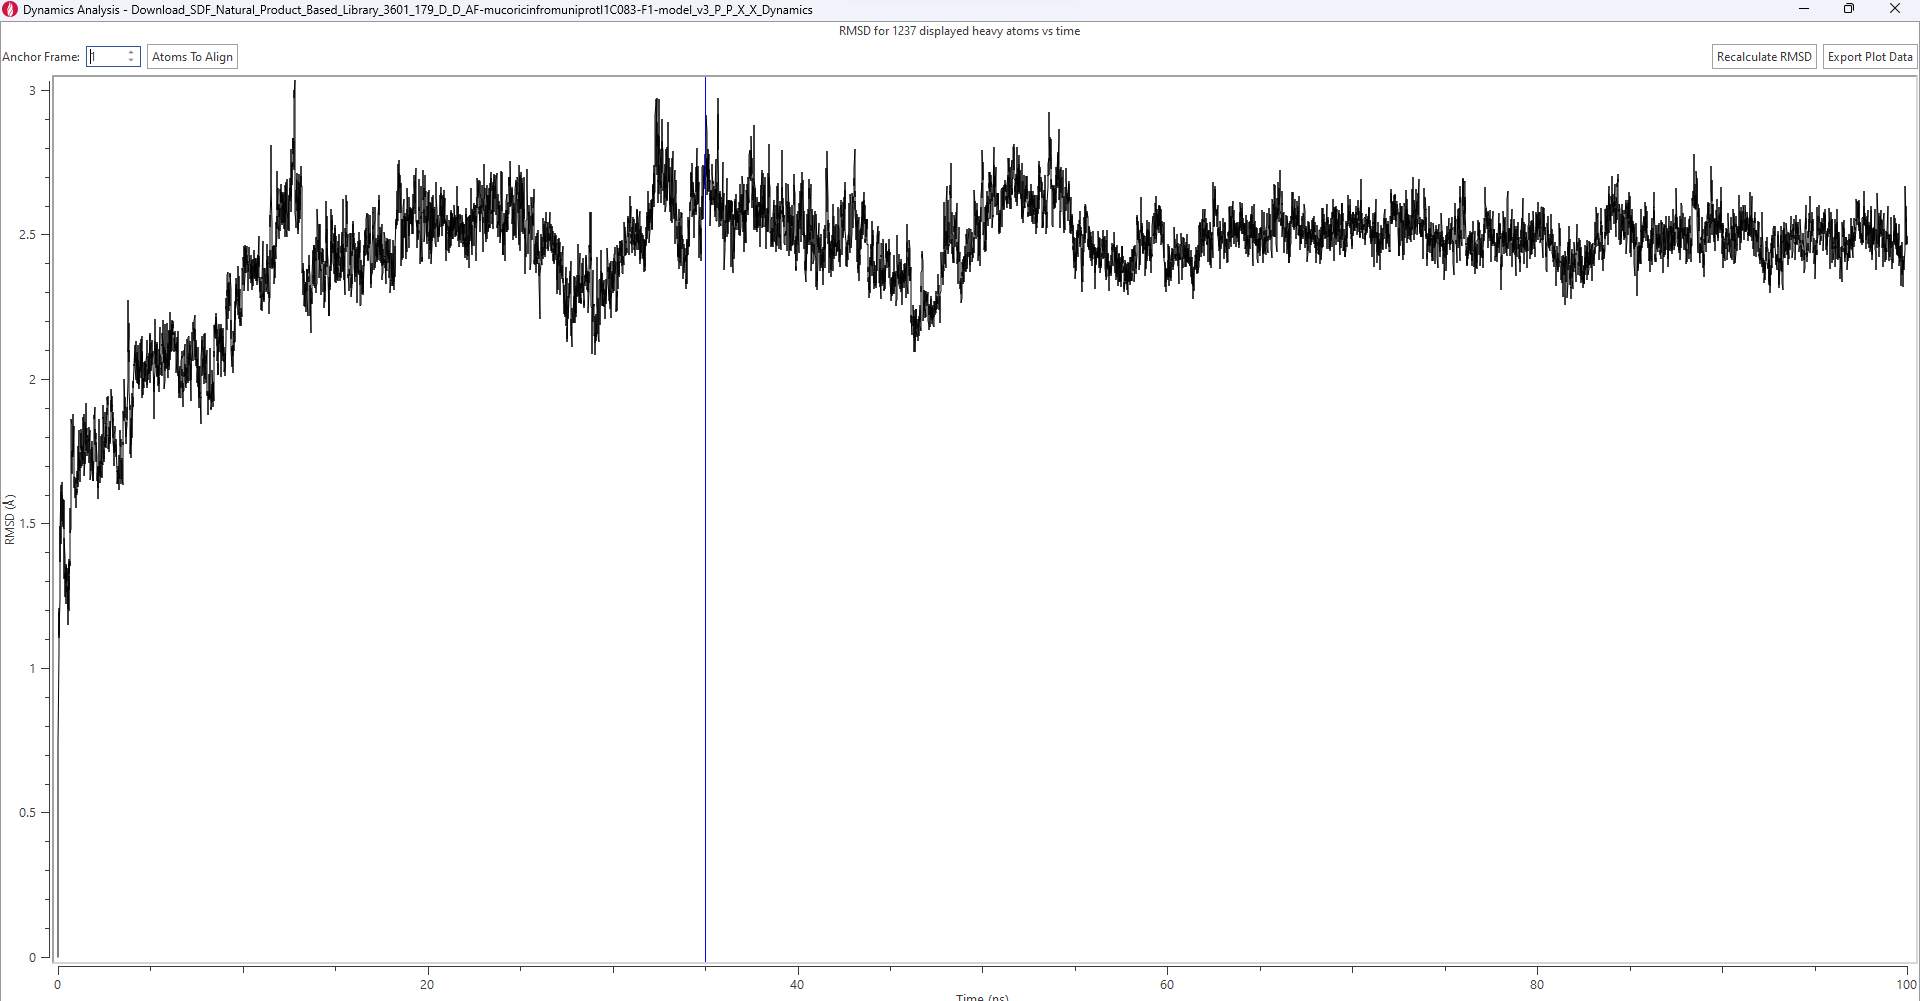 Dynamics Analysis - Download_SDF_Natural_Product_Based_Library_3601_179_D_D_AF-mucoricinfromuniprotI1C083-F1-model_v3_P_P_X_X_Dynamics
RMSD for 1237 displayed heavy atoms vs time
Anchor Frame: 1 Atoms To Align Recalculate RMSD Export Plot Data
3
2.5
2
1.5
RMSD (Å)
1
0.5
0
0 20 40 60 80 100
Time (ns)